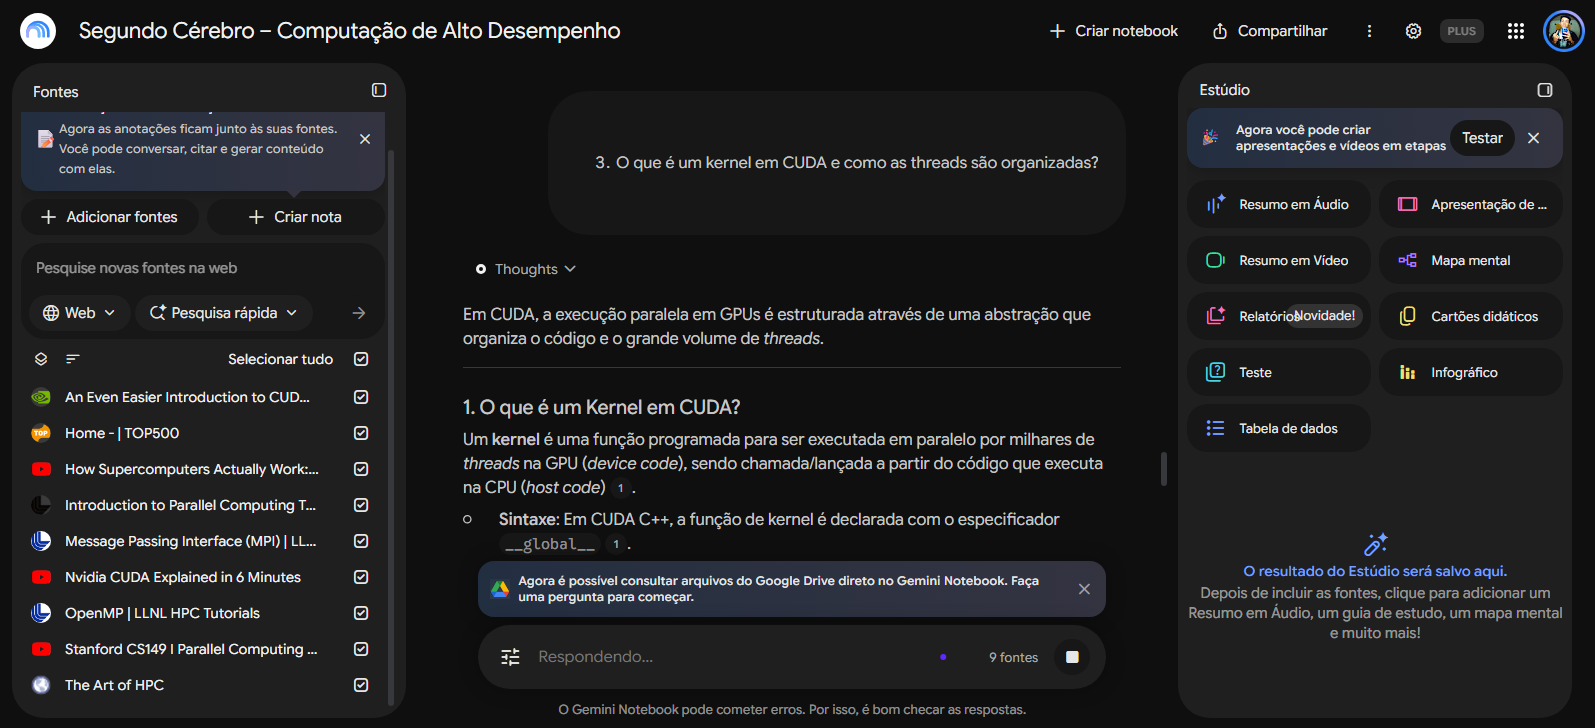 Segundo Cérebro – Computação de Alto Desempenho
Criar notebook
Compartilhar
PLUS
Fontes
Agora as anotações ficam junto às suas fontes.
Você pode conversar, citar e gerar conteúdo
com elas.
Adicionar fontes
Criar nota
Pesquise novas fontes na web
Web
Pesquisa rápida
Selecionar tudo
An Even Easier Introduction to CUD...
Home - | TOP500
How Supercomputers Actually Work:...
Introduction to Parallel Computing T...
Message Passing Interface (MPI) | LL...
Nvidia CUDA Explained in 6 Minutes
OpenMP | LLNL HPC Tutorials
Stanford CS149 I Parallel Computing ...
The Art of HPC
3. O que é um kernel em CUDA e como as threads são organizadas?
Thoughts
Em CUDA, a execução paralela em GPUs é estruturada através de uma abstração que
organiza o código e o grande volume de threads.
1. O que é um Kernel em CUDA?
Um kernel é uma função programada para ser executada em paralelo por milhares de
threads na GPU (device code), sendo chamada/lançada a partir do código que executa
na CPU (host code) 1.
Sintaxe: Em CUDA C++, a função de kernel é declarada com o especificador
__global__ 1.
Agora é possível consultar arquivos do Google Drive direto no Gemini Notebook. Faça
uma pergunta para começar.
Respondendo...
9 fontes
O Gemini Notebook pode cometer erros. Por isso, é bom checar as respostas.
Estúdio
Agora você pode criar
apresentações e vídeos em etapas
Testar
Resumo em Áudio
Apresentação de ...
Resumo em Vídeo
Mapa mental
Relatórios
Novidade!
Cartões didáticos
Teste
Infográfico
Tabela de dados
O resultado do Estúdio será salvo aqui.
Depois de incluir as fontes, clique para adicionar um
Resumo em Áudio, um guia de estudo, um mapa mental
e muito mais!